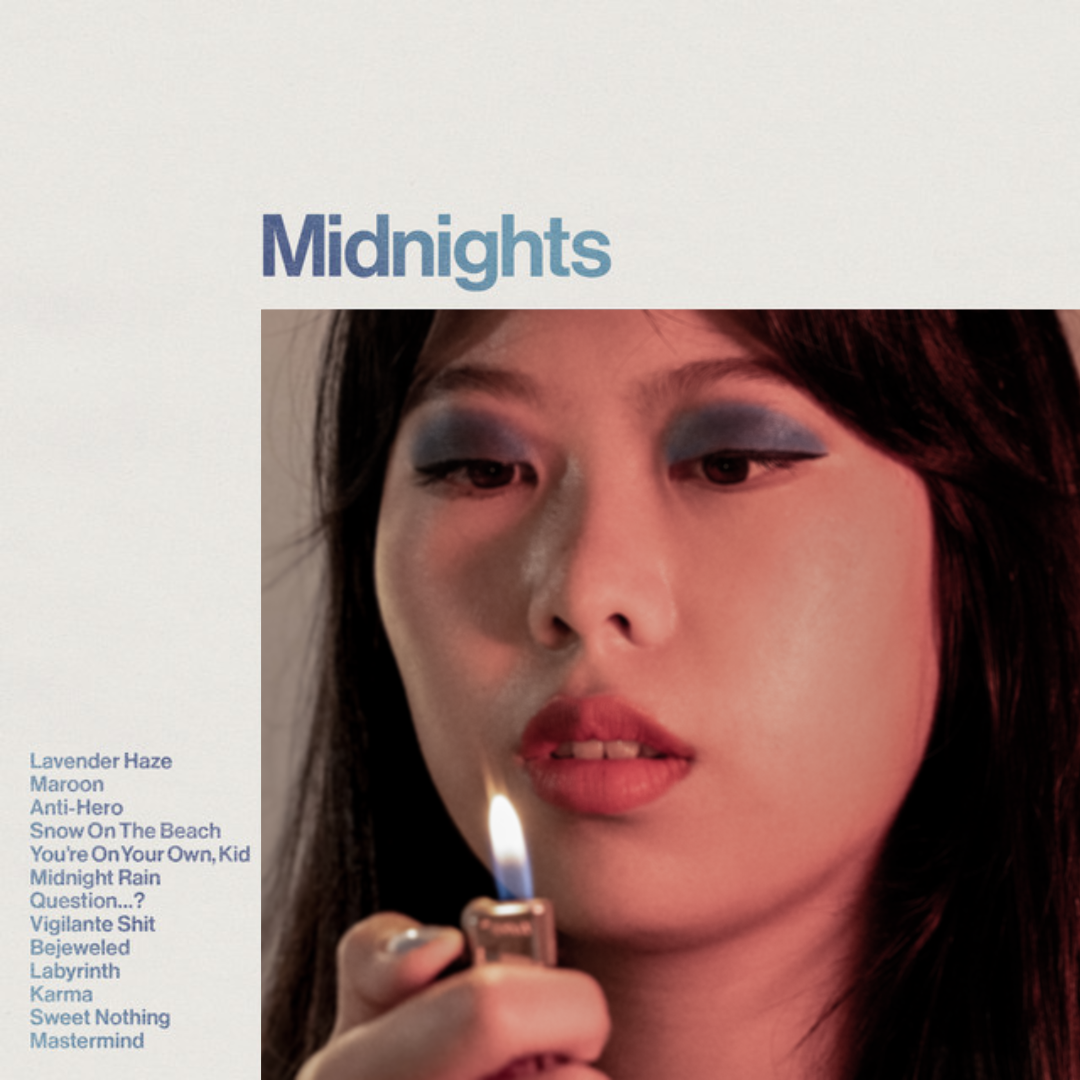 Midnights
Lavender Haze
Maroon
Anti-Hero
Snow On The Beach
You're On Your Own, Kid
Midnight Rain
Question...?
Vigilante Shit
Bejeweled
Labyrinth
Karma
Sweet Nothing
Mastermind